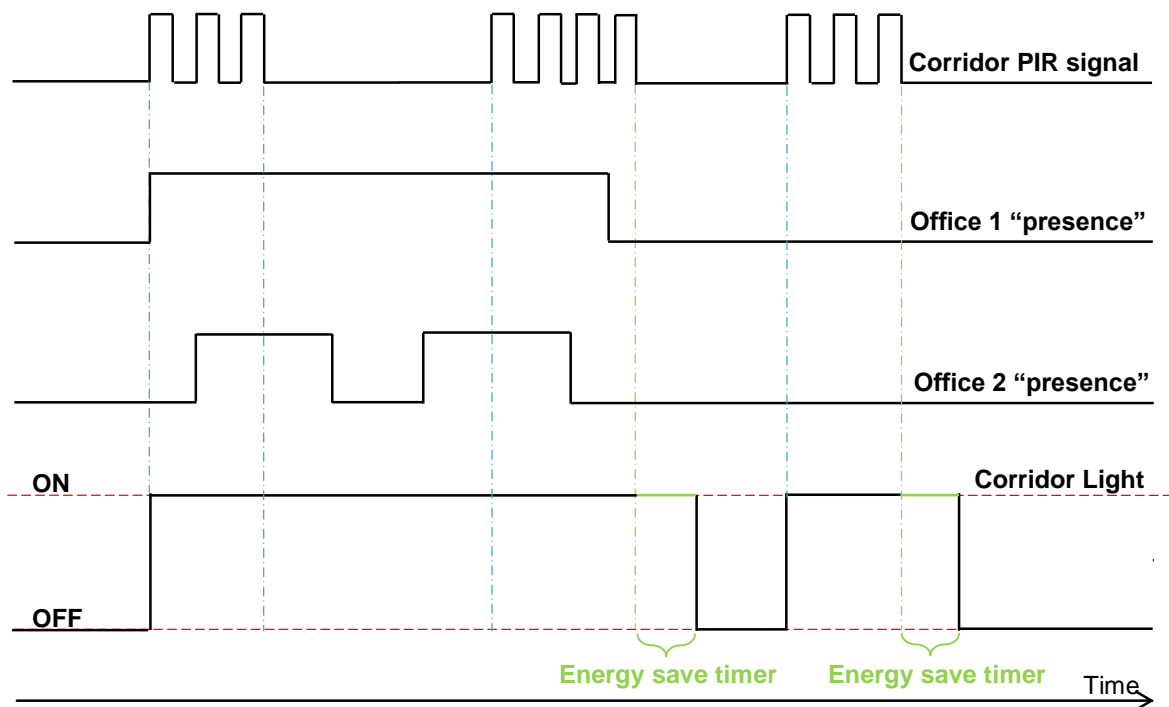 Corridor PIR signal
Office 1 “presence”
Office 2 “presence”
ON
Corridor Light
OFF
Energy save timer
Energy save timer
Time